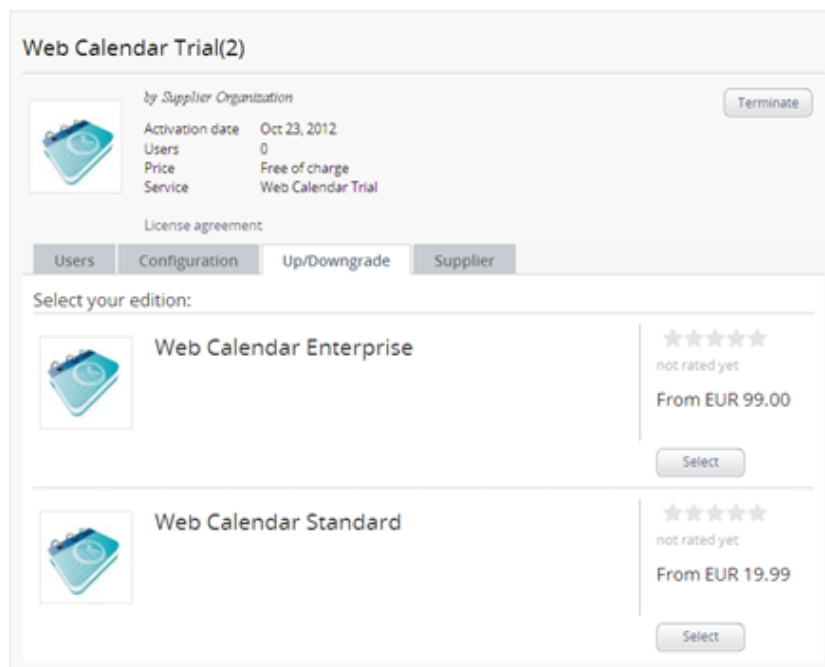 Web Calendar Trial(2)
by Supplier Organization
Terminate
Activation date Oct 23, 2012
Users 0
Price Free of charge
Service Web Calendar Trial
License agreement
Users Configuration Up/Downgrade Supplier
Select your edition:
Web Calendar Enterprise
not rated yet
From EUR 99.00
Select
Web Calendar Standard
not rated yet
From EUR 19.99
Select